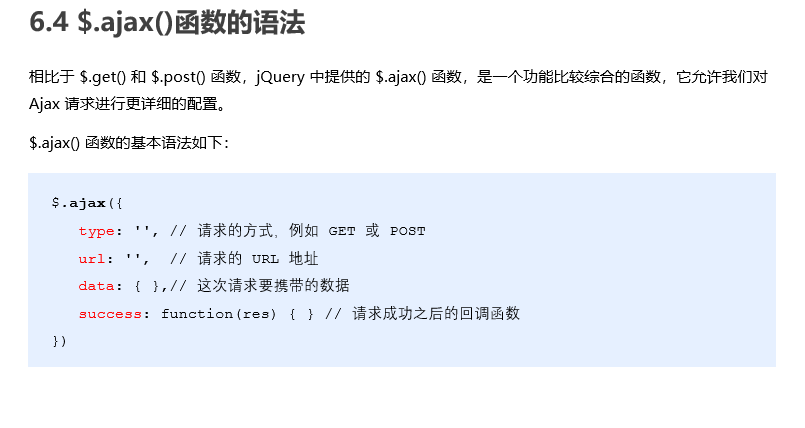 6.4 $.ajax()函数的语法
相比于 $.get() 和 $.post() 函数，jQuery 中提供的 $.ajax() 函数，是一个功能比较综合的函数，它允许我们对
Ajax 请求进行更详细的配置。
$.ajax() 函数的基本语法如下：
$.ajax({
   type: '', // 请求的方式，例如 GET 或 POST
   url: '',  // 请求的 URL 地址
   data: { },// 这次请求要携带的数据
   success: function(res) { } // 请求成功之后的回调函数
})